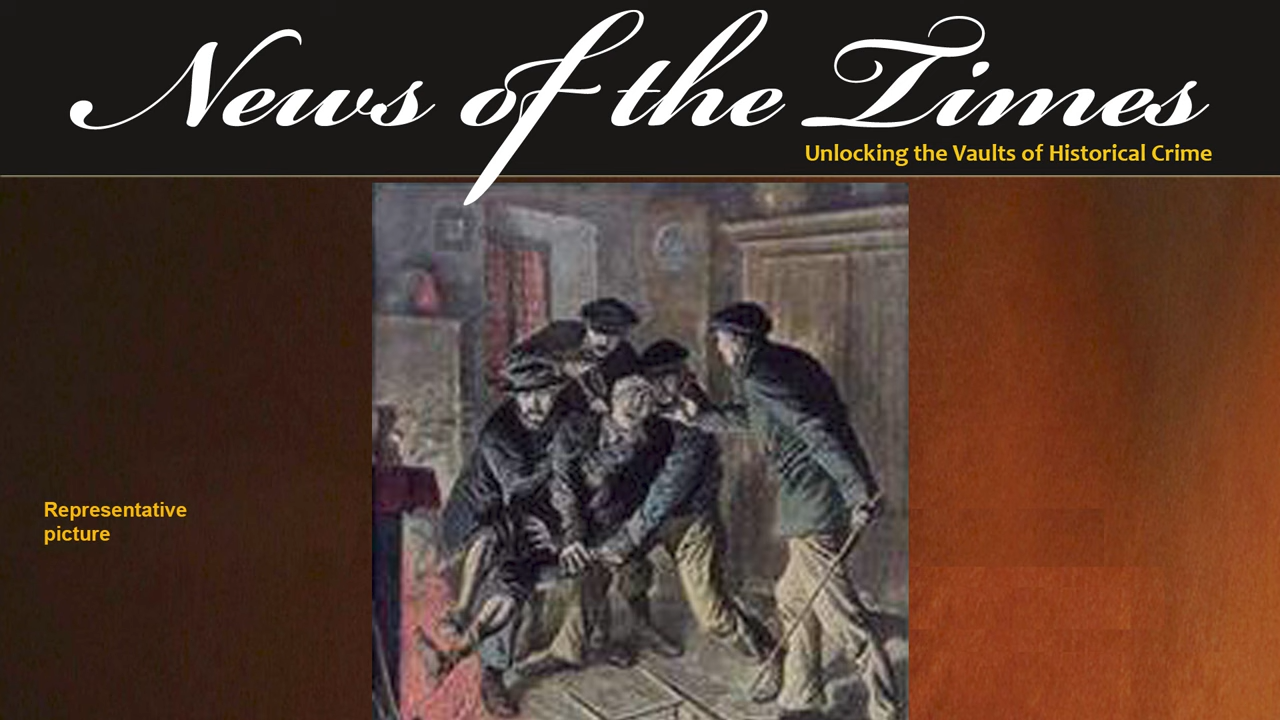 News of the Times
Unlocking the Vaults of Historical Crime
Representative
picture